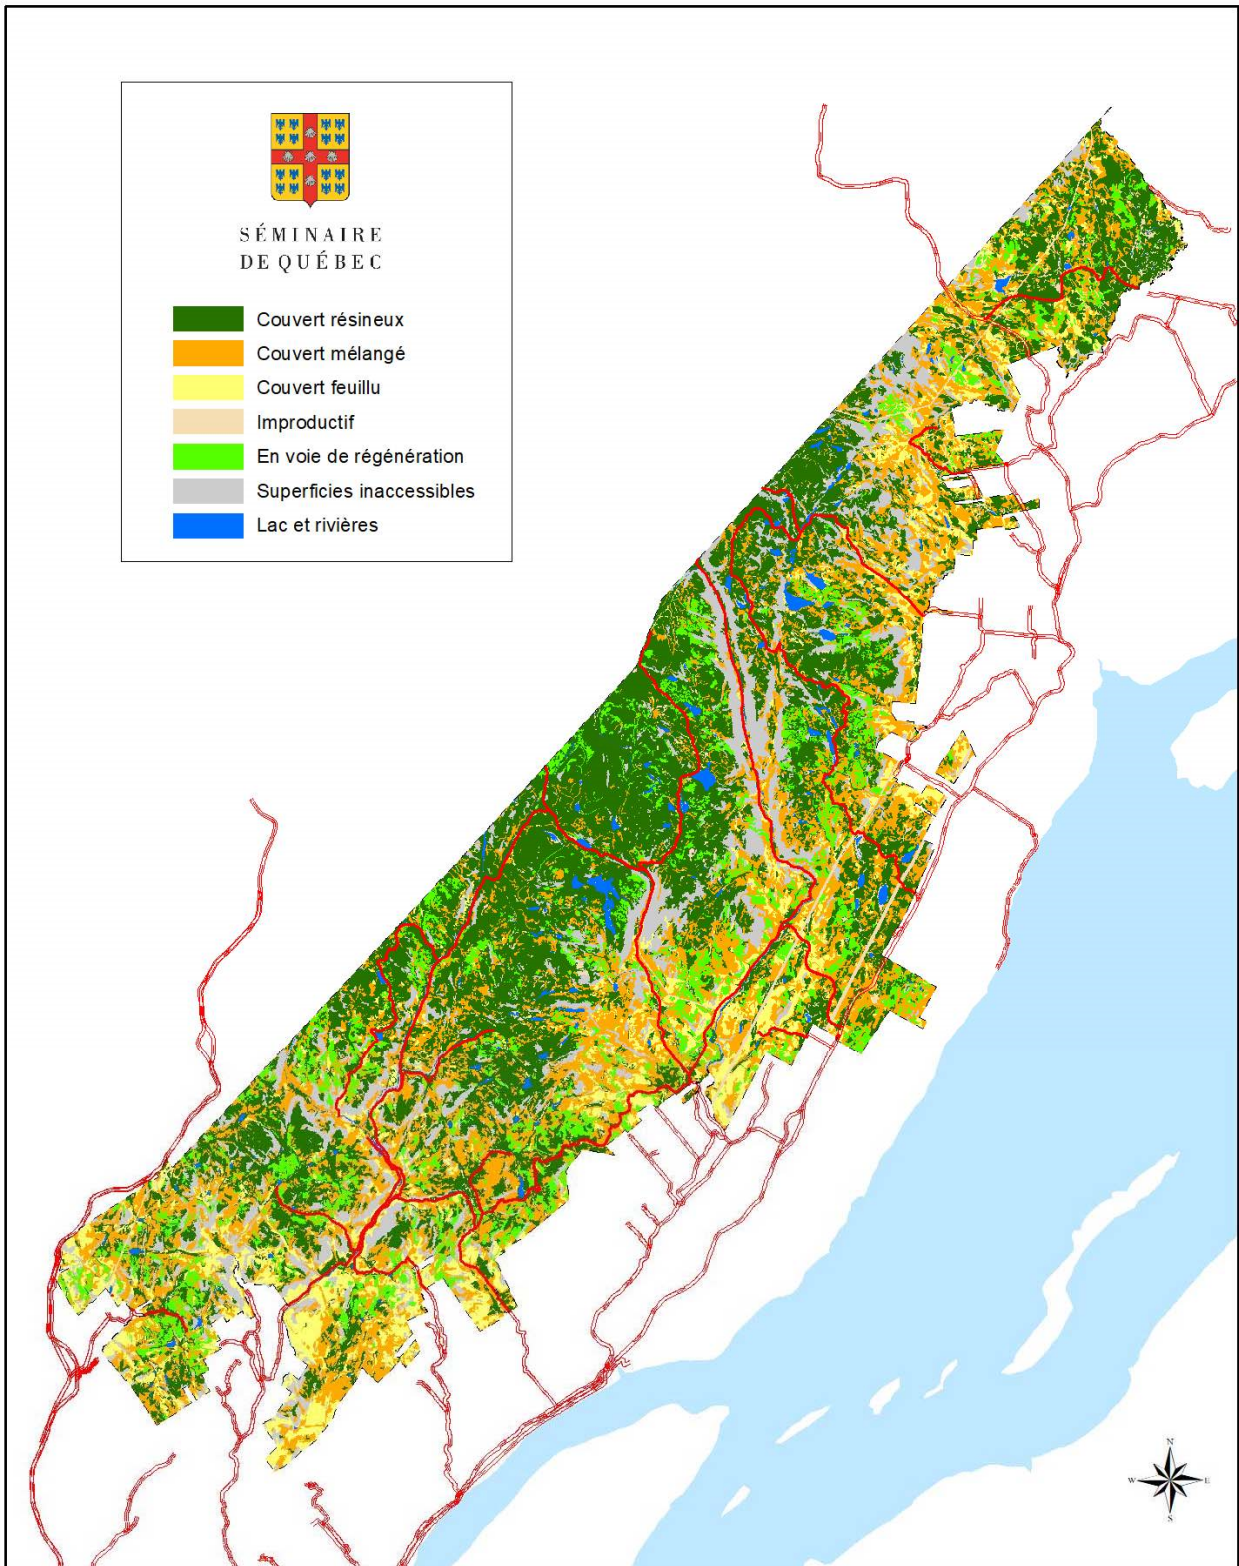 SÉMINAIRE
DE QUÉBEC
Couvert résineux
Couvert mélangé
Couvert feuillu
Improductif
En voie de régénération
Superficies inaccessibles
Lac et rivières
N
W
E
S